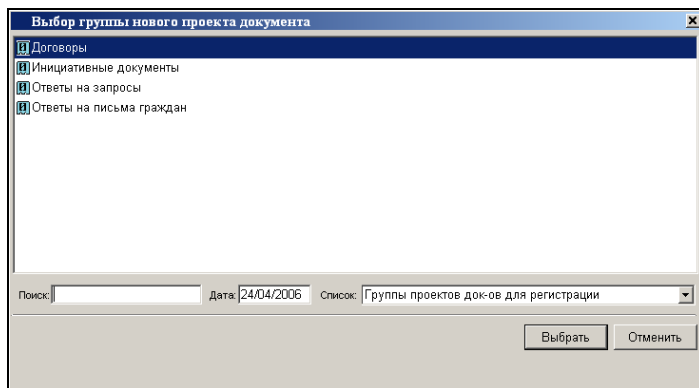 Выбор группы нового проекта документа
Договоры
Инициативные документы
Ответы на запросы
Ответы на письма граждан
Поиск: Дата: 24/04/2006 Список: Группы проектов док-ов для регистрации
Выбрать Отменить